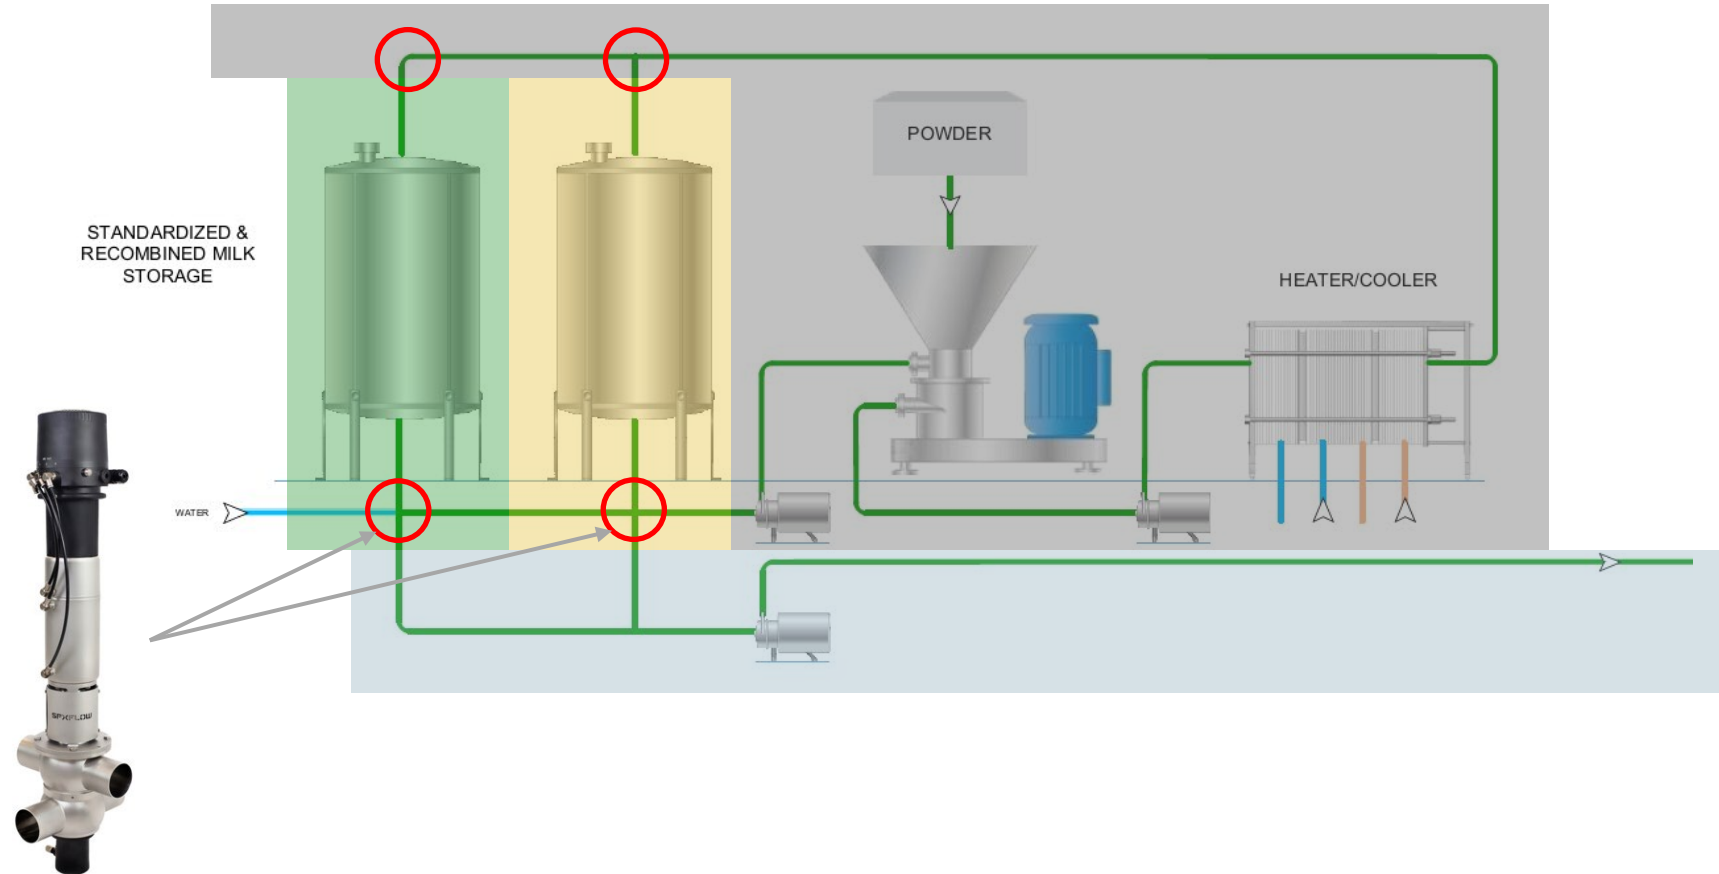 POWDER
STANDARDIZED &
RECOMBINED MILK
STORAGE
HEATER/COOLER
WATER
SPXFLOW